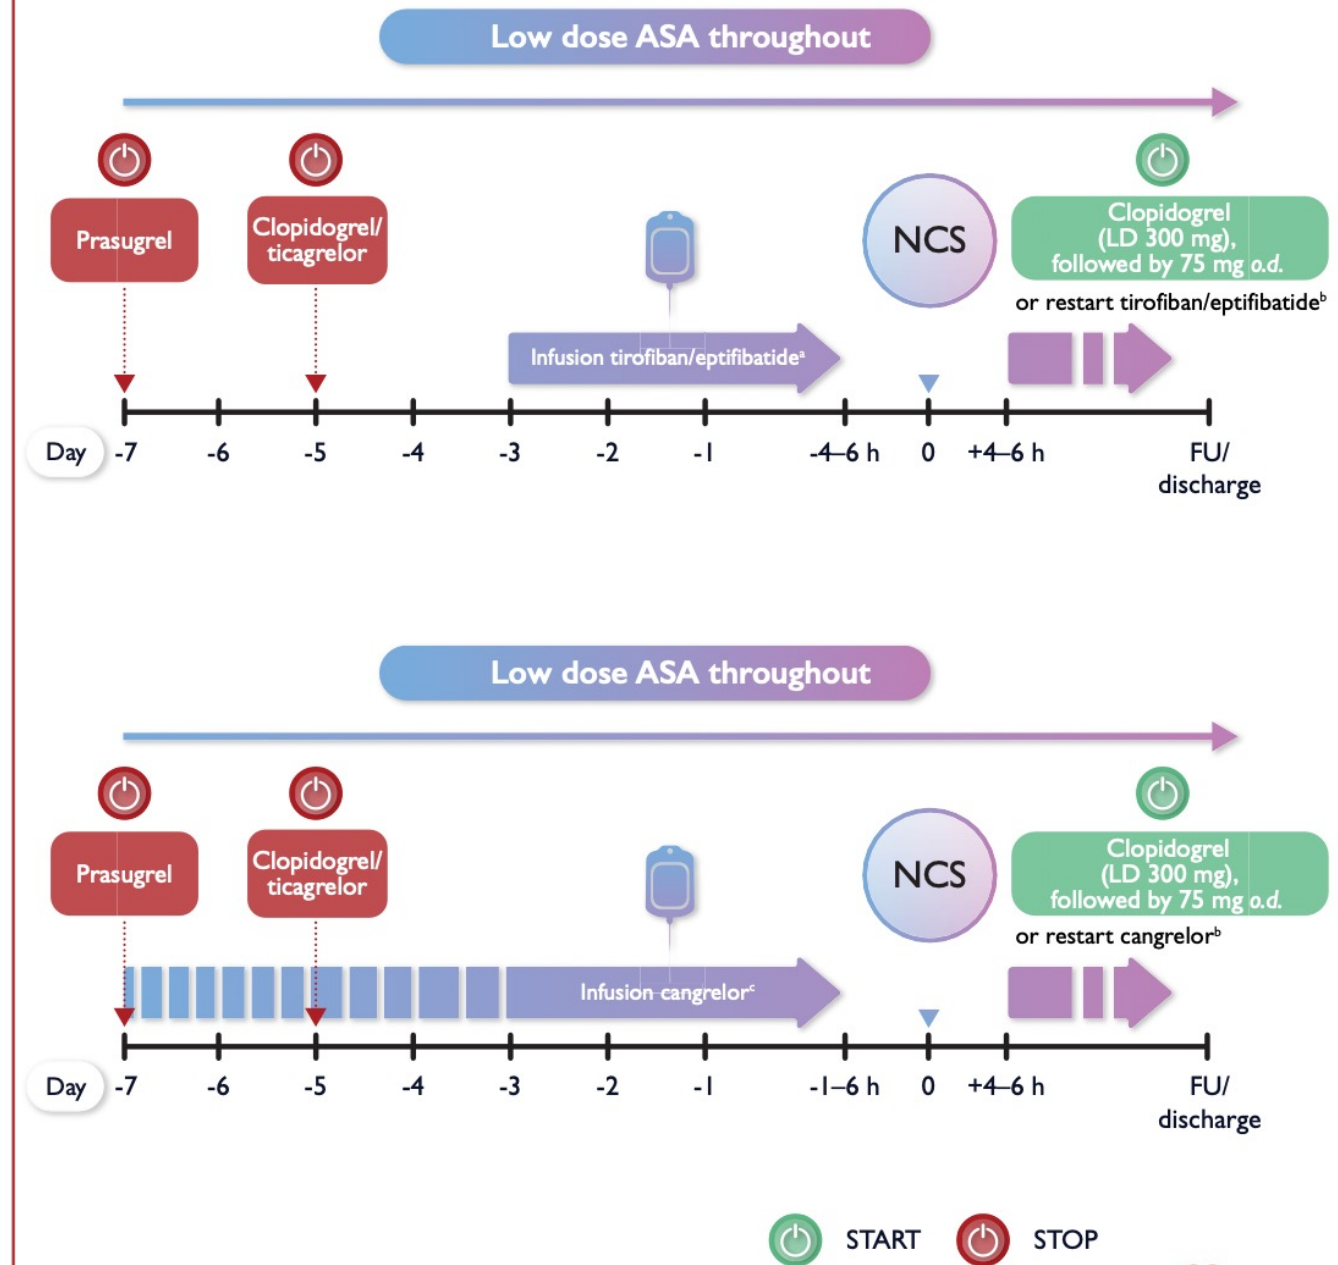 Low dose ASA throughout
Prasugrel
Clopidogrel/
ticagrelor
NCS
Clopidogrel
(LD 300 mg),
followed by 75 mg o.d.
or restart tirofiban/eptifibatideᵇ
Infusion tirofiban/eptifibatideᵃ
Day -7 -6 -5 -4 -3 -2 -1 -4–6 h 0 +4–6 h FU/
discharge
Low dose ASA throughout
Prasugrel
Clopidogrel/
ticagrelor
NCS
Clopidogrel
(LD 300 mg),
followed by 75 mg o.d.
or restart cangrelorᵇ
Infusion cangrelorᶜ
Day -7 -6 -5 -4 -3 -2 -1 -1–6 h 0 +4–6 h FU/
discharge
START STOP